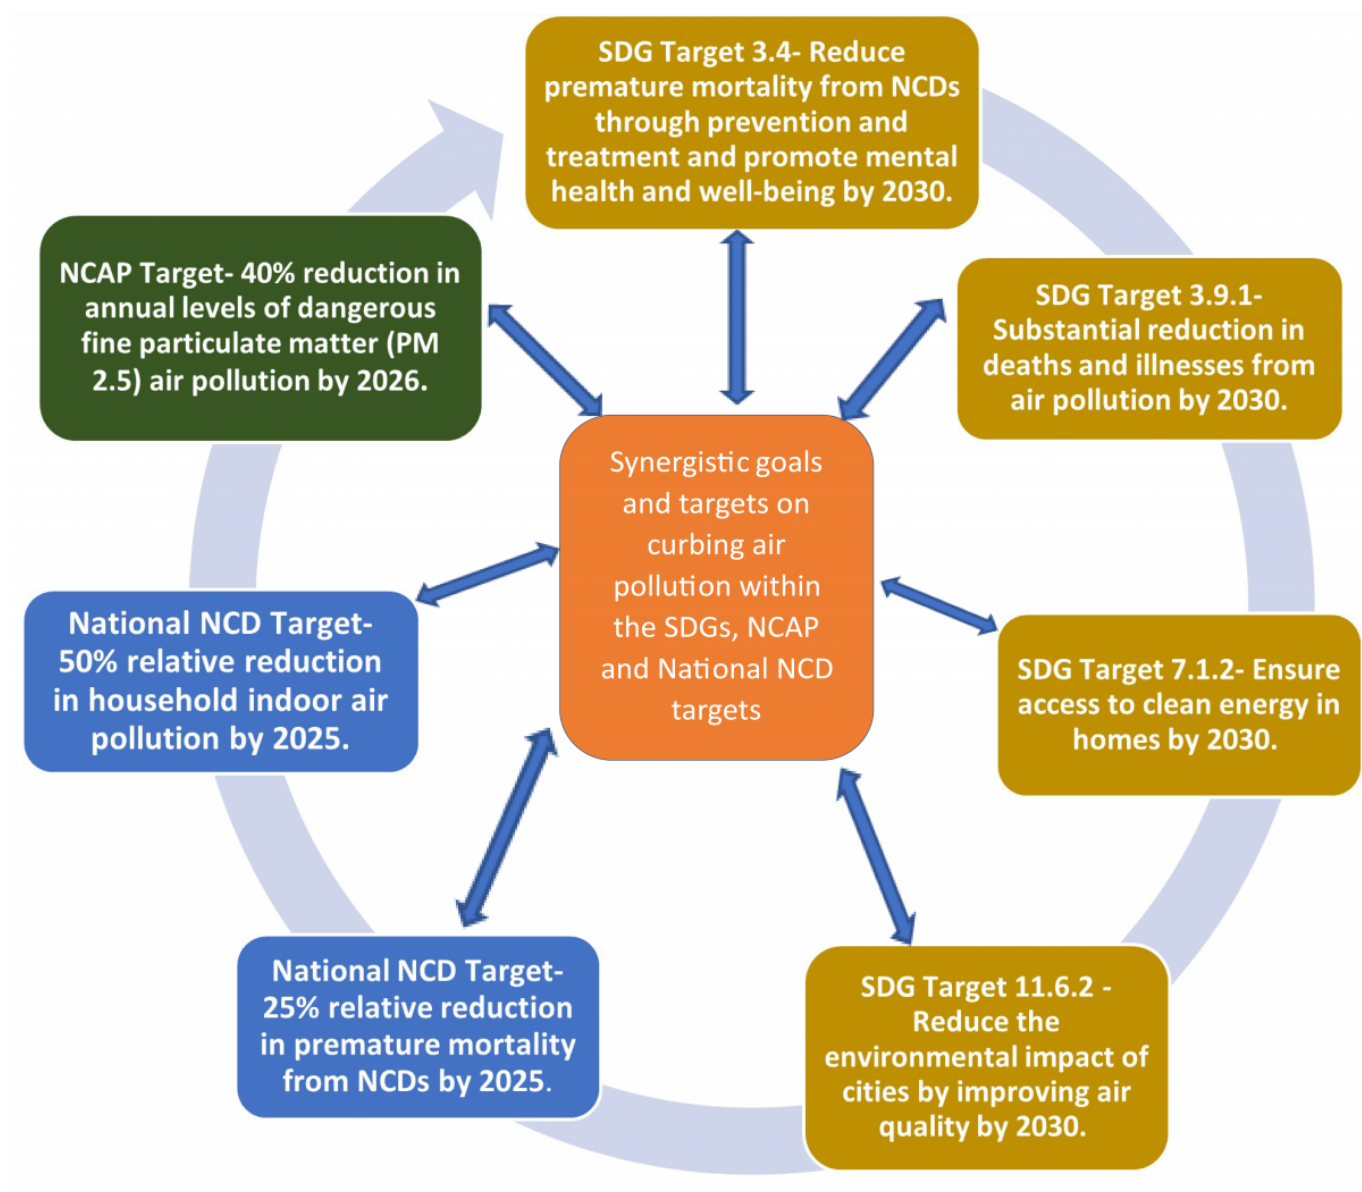 SDG Target 3.4- Reduce
premature mortality from NCDs
through prevention and
treatment and promote mental
health and well-being by 2030.
NCAP Target- 40% reduction in
annual levels of dangerous
fine particulate matter (PM
2.5) air pollution by 2026.
SDG Target 3.9.1-
Substantial reduction in
deaths and illnesses from
air pollution by 2030.
Synergistic goals
and targets on
curbing air
pollution within
the SDGs, NCAP
and National NCD
targets
National NCD Target-
50% relative reduction
in household indoor air
pollution by 2025.
SDG Target 7.1.2- Ensure
access to clean energy in
homes by 2030.
National NCD Target-
25% relative reduction
in premature mortality
from NCDs by 2025.
SDG Target 11.6.2 -
Reduce the
environmental impact of
cities by improving air
quality by 2030.